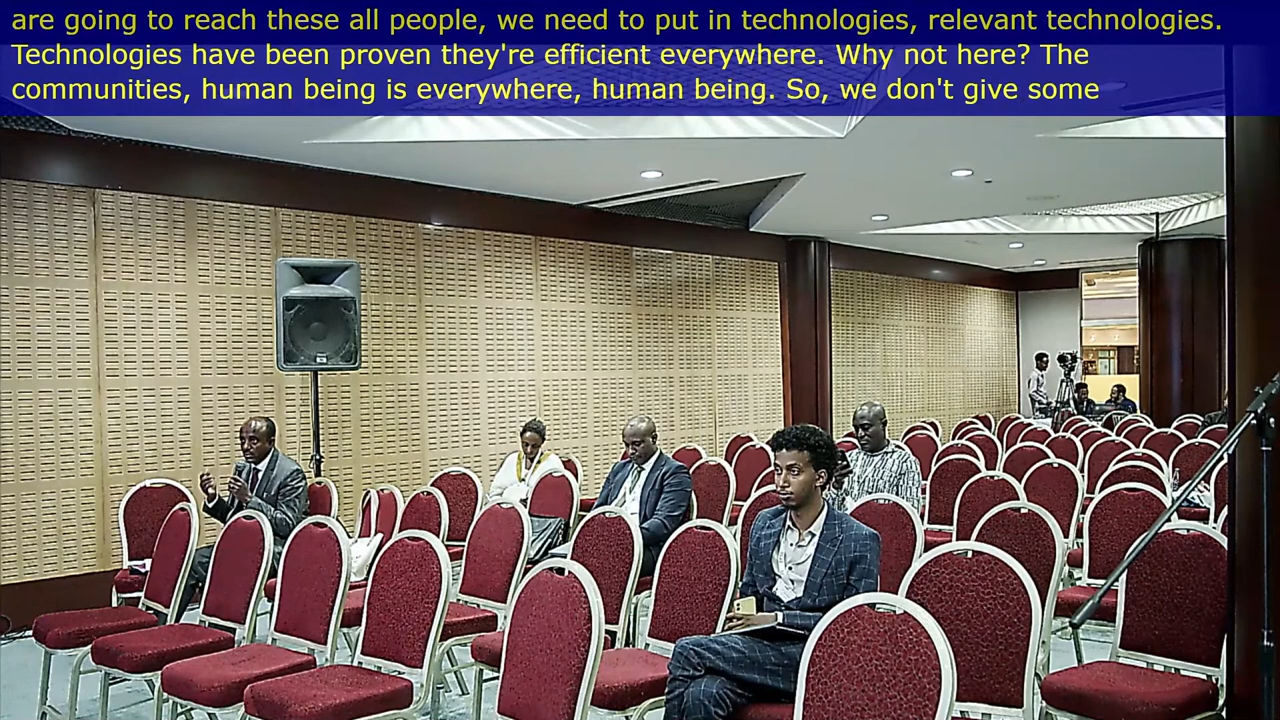 are going to reach these all people, we need to put in technologies, relevant technologies.
Technologies have been proven they're efficient everywhere. Why not here? The
communities, human being is everywhere, human being. So, we don't give some